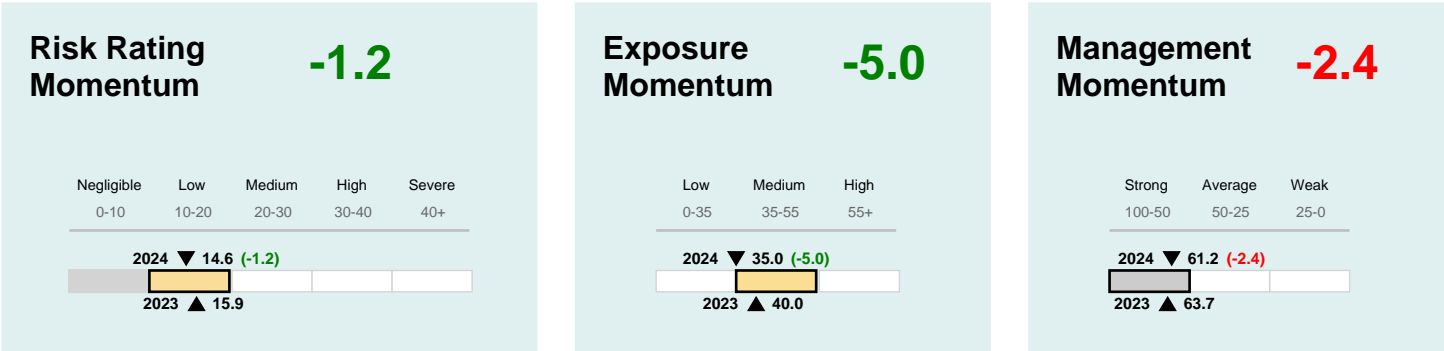 Risk Rating
Momentum
-1.2
Negligible Low Medium High Severe
0-10 10-20 20-30 30-40 40+
2024 ▼ 14.6 (-1.2)
2023 ▲ 15.9
Exposure
Momentum
-5.0
Low Medium High
0-35 35-55 55+
2024 ▼ 35.0 (-5.0)
2023 ▲ 40.0
Management
Momentum
-2.4
Strong Average Weak
100-50 50-25 25-0
2024 ▼ 61.2 (-2.4)
2023 ▲ 63.7